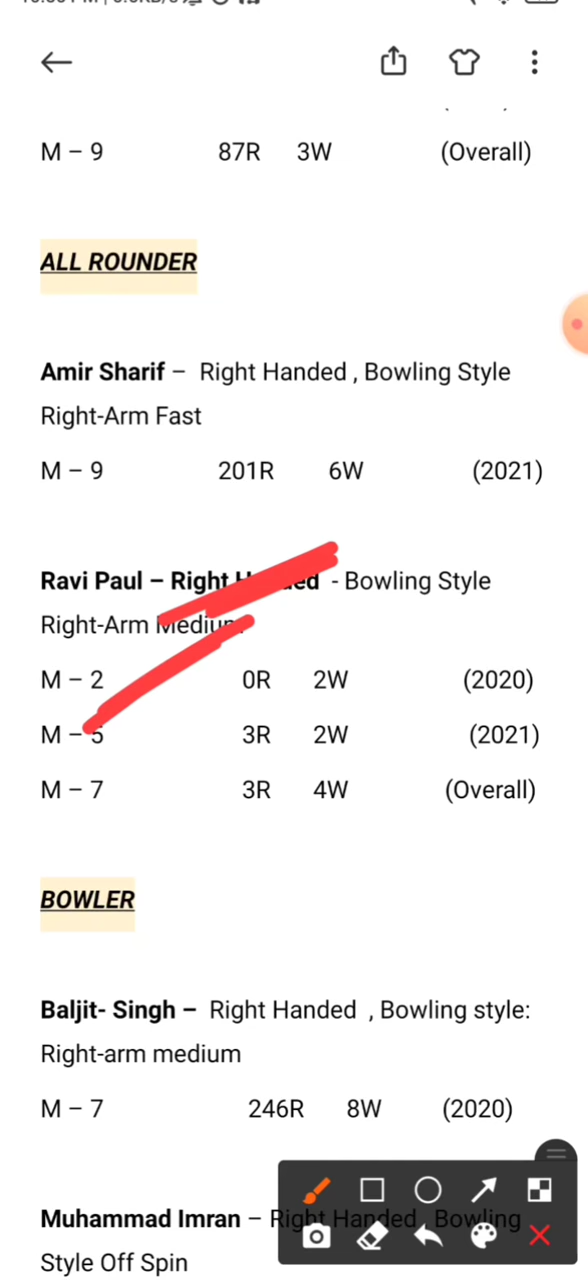 M – 9 87R 3W (Overall)
ALL ROUNDER
Amir Sharif – Right Handed , Bowling Style
Right-Arm Fast
M – 9 201R 6W (2021)
Ravi Paul – Right Handed - Bowling Style
Right-Arm Medium
M – 2 0R 2W (2020)
M – 5 3R 2W (2021)
M – 7 3R 4W (Overall)
BOWLER
Baljit- Singh – Right Handed , Bowling style:
Right-arm medium
M – 7 246R 8W (2020)
Muhammad Imran – Right Handed , Bowling
Style Off Spin